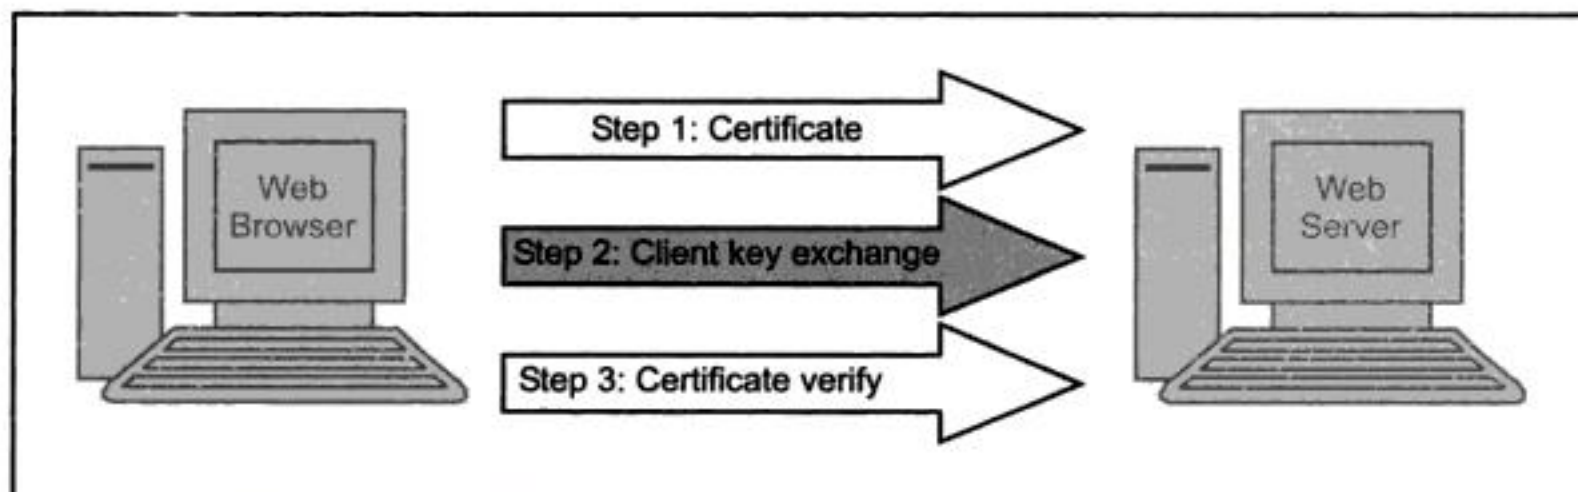 Web
Browser
Step 1: Certificate
Step 2: Client key exchange
Step 3: Certificate verify
Web
Server